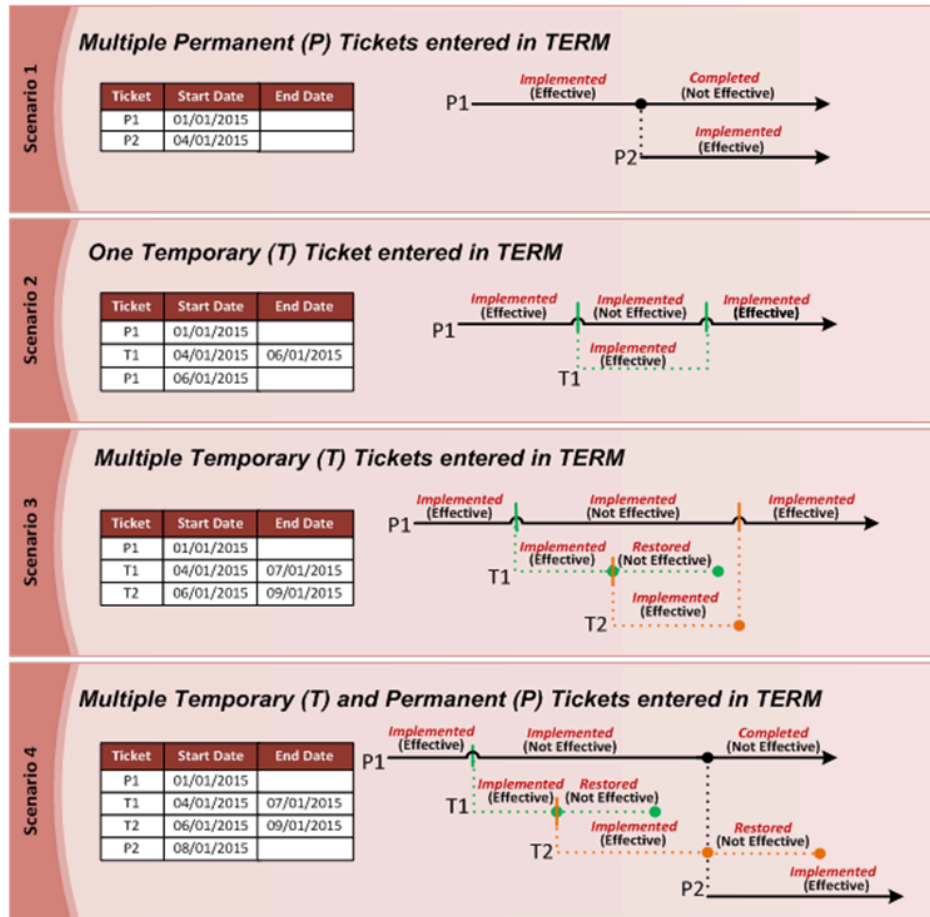 Scenario 1
Multiple Permanent (P) Tickets entered in TERM
Ticket Start Date End Date
P1 01/01/2015
P2 04/01/2015
Implemented Completed
(Effective) (Not Effective)
P1
Implemented
(Effective)
P2
Scenario 2
One Temporary (T) Ticket entered in TERM
Ticket Start Date End Date
P1 01/01/2015
T1 04/01/2015 06/01/2015
P1 06/01/2015
Implemented Implemented Implemented
(Effective) (Not Effective) (Effective)
P1
Implemented
(Effective)
T1
Scenario 3
Multiple Temporary (T) Tickets entered in TERM
Ticket Start Date End Date
P1 01/01/2015
T1 04/01/2015 07/01/2015
T2 06/01/2015 09/01/2015
Implemented Implemented Implemented
(Effective) (Not Effective) (Effective)
P1
Implemented Restored
(Effective) (Not Effective)
T1
Implemented
(Effective)
T2
Scenario 4
Multiple Temporary (T) and Permanent (P) Tickets entered in TERM
Ticket Start Date End Date
P1 01/01/2015
T1 04/01/2015 07/01/2015
T2 06/01/2015 09/01/2015
P2 08/01/2015
Implemented Implemented Completed
(Effective) (Not Effective) (Not Effective)
P1
Implemented Restored
(Effective) (Not Effective)
T1
Implemented Restored
(Effective) (Not Effective)
T2
Implemented
(Effective)
P2